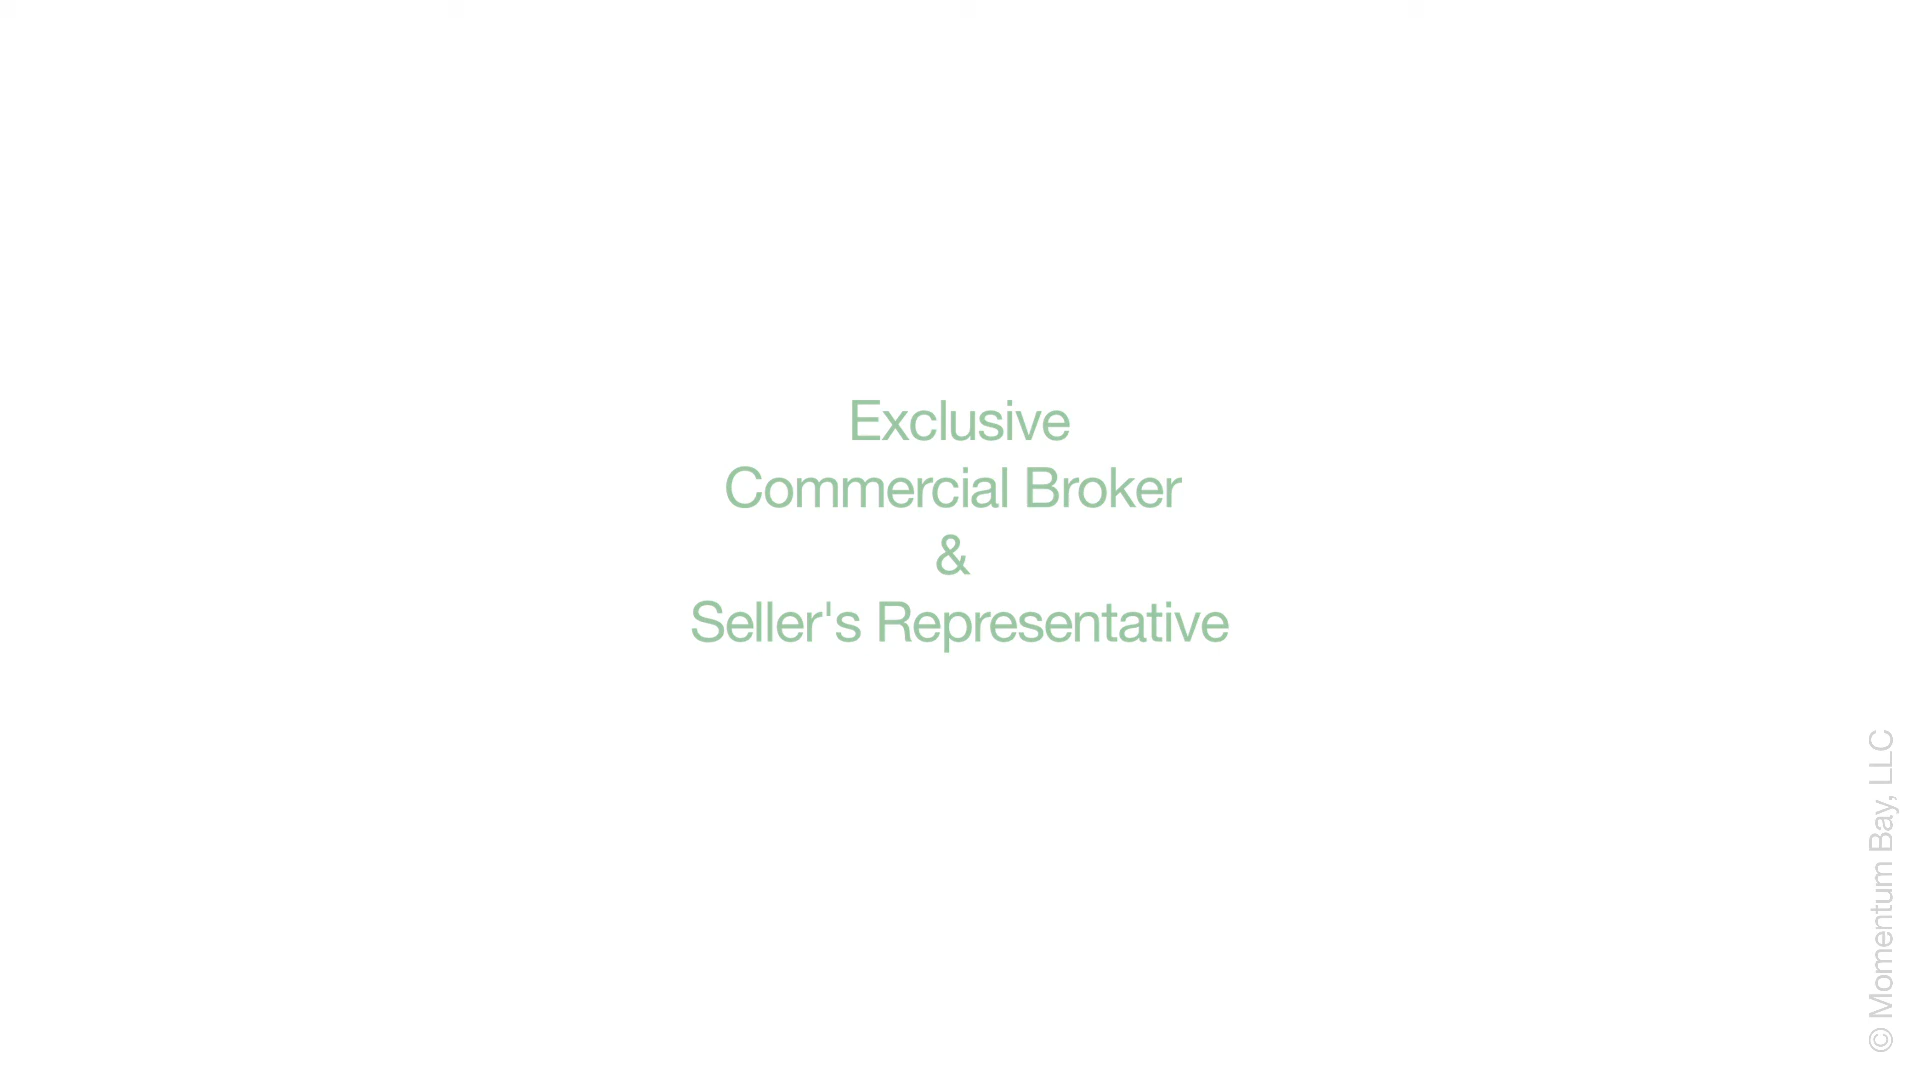 Exclusive
Commercial Broker
&
Seller's Representative
© Momentum Bay, LLC